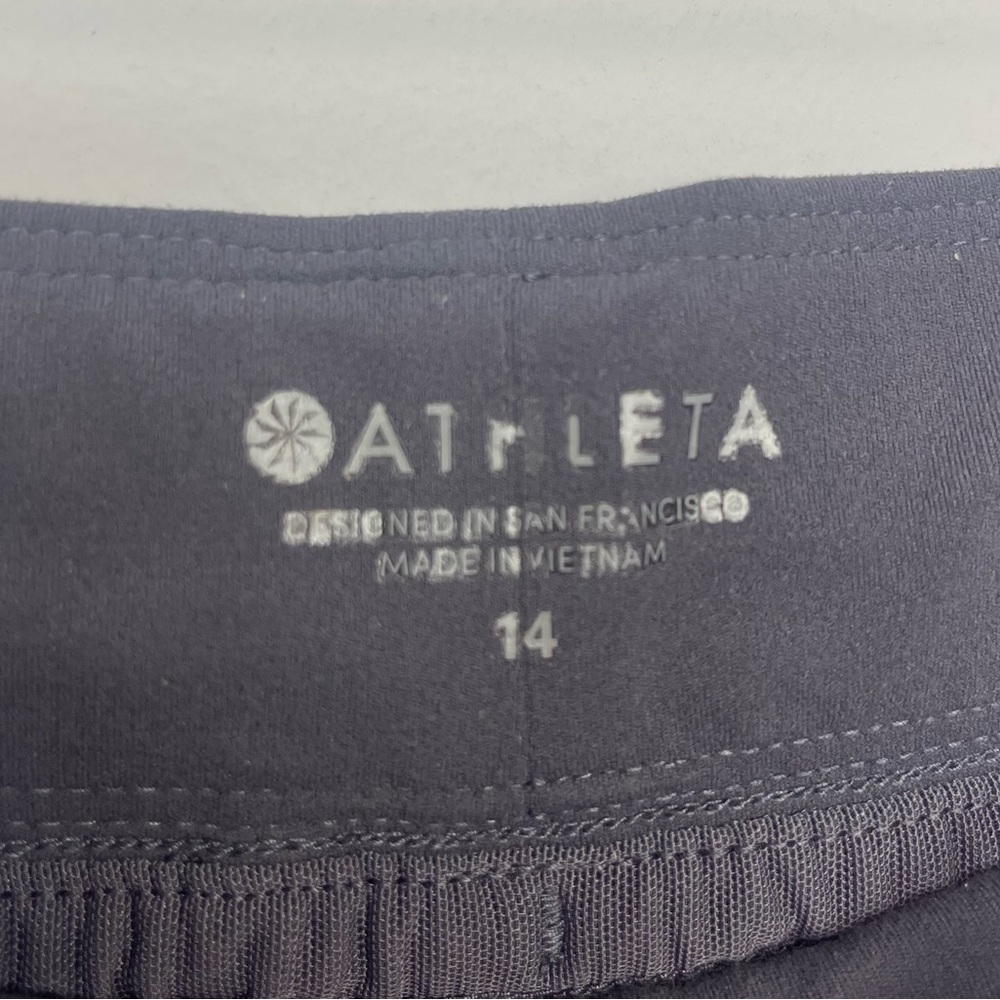 ATHLETA
DESIGNED IN SAN FRANCISCO
MADE IN VIETNAM
14